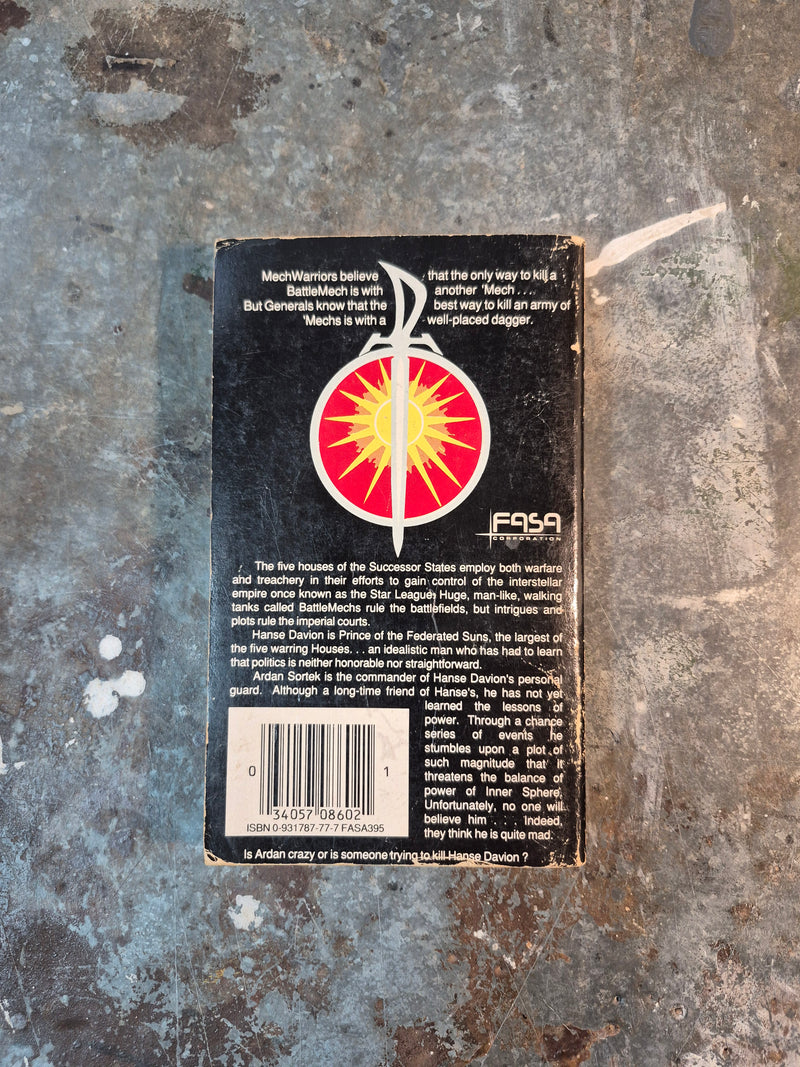 MechWarriors believe that the only way to kill a
BattleMech is with another 'Mech . . .
But Generals know that the best way to kill an army of
'Mechs is with a well-placed dagger.
FASA
CORPORATION
The five houses of the Successor States employ both warfare
and treachery in their efforts to gain control of the interstellar
empire once known as the Star League. Huge, man-like, walking
tanks called BattleMechs rule the battlefields, but intrigues and
plots rule the imperial courts.
Hanse Davion is Prince of the Federated Suns, the largest of
the five warring Houses. . . an idealistic man who has had to learn
that politics is neither honorable nor straightforward.
Ardan Sortek is the commander of Hanse Davion's personal
guard. Although a long-time friend of Hanse's, he has not yet
learned the lessons of
power. Through a chance
series of events he
stumbles upon a plot of
such magnitude that it
threatens the balance of
power of Inner Sphere.
Unfortunately, no one will
believe him . . . Indeed,
they think he is quite mad.
0 34057 08602 1
ISBN 0-931787-77-7 FASA395
Is Ardan crazy or is someone trying to kill Hanse Davion ?